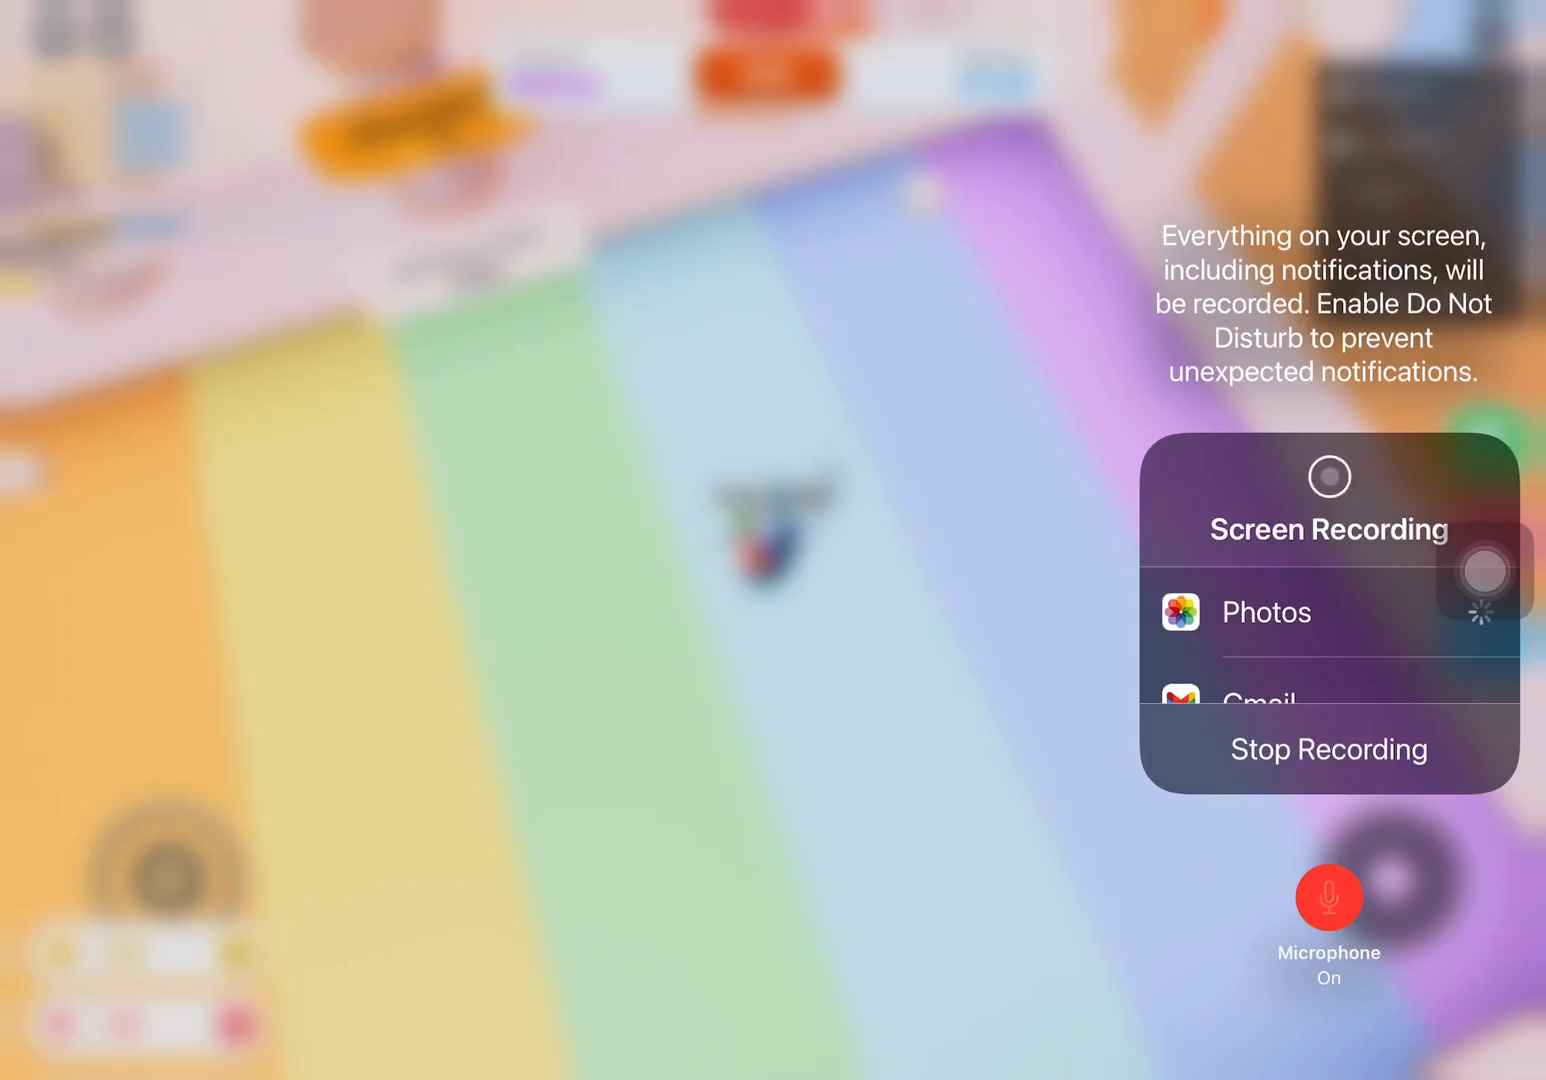 Everything on your screen,
including notifications, will
be recorded. Enable Do Not
Disturb to prevent
unexpected notifications.
Screen Recording
Photos
Gmail
Stop Recording
Microphone
On